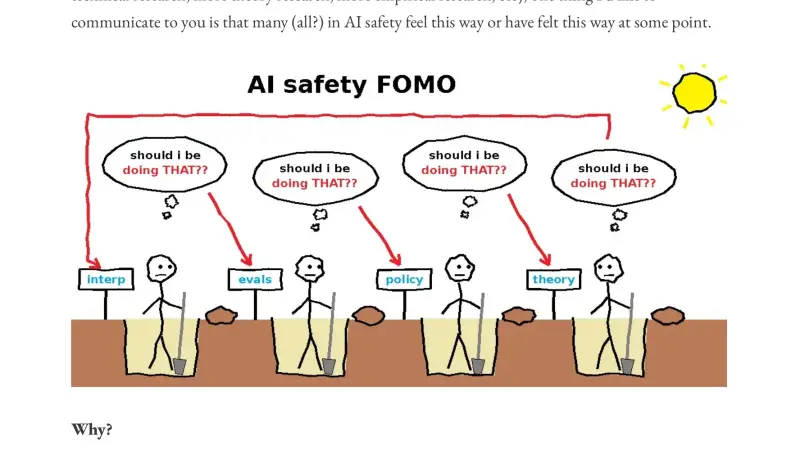 communicate to you is that many (all?) in AI safety feel this way or have felt this way at some point.
AI safety FOMO
should i be
doing THAT??
should i be
doing THAT??
should i be
doing THAT??
should i be
doing THAT??
interp
evals
policy
theory
Why?